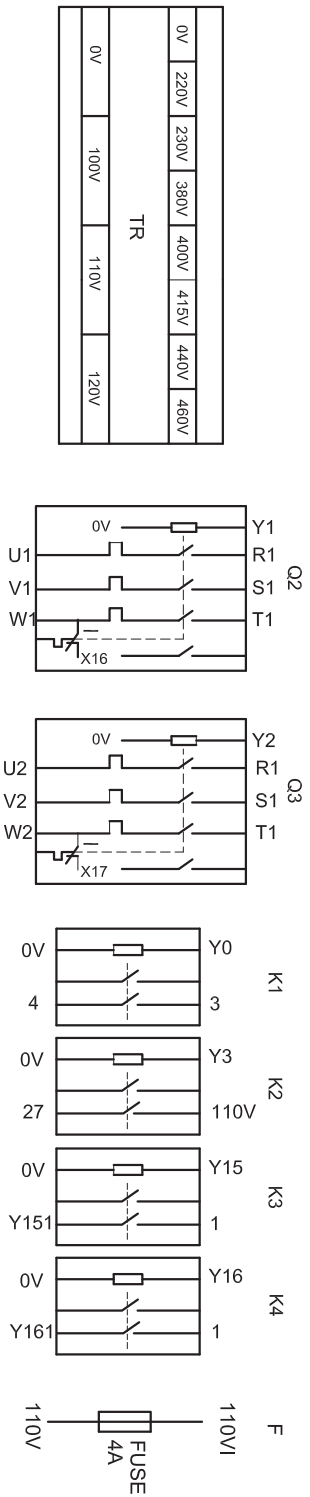 0V 220V 230V 380V 400V 415V 440V 460V
TR
0V 100V 110V 120V
Q2
0V Y1
U1 R1
V1 S1
W1 T1
X16
Q3
0V Y2
U2 R1
V2 S1
W2 T1
X17
K1
0V Y0
4 3
K2
0V Y3
27 110V
K3
0V Y15
Y151 1
K4
0V Y16
Y161 1
F
110VI
FUSE
4A
110V